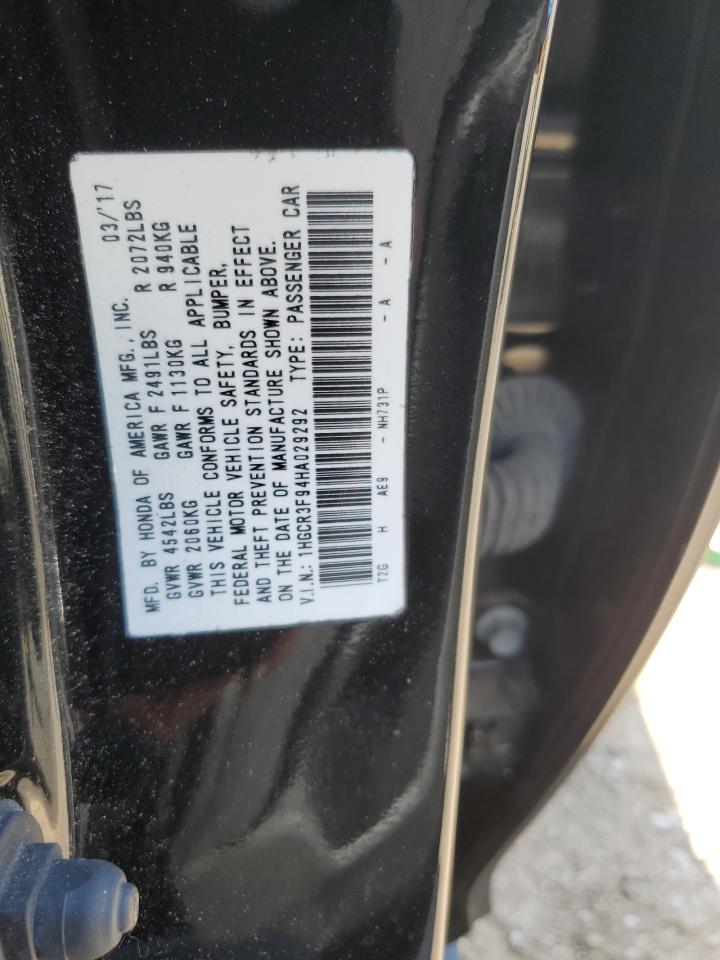 MFD. BY HONDA OF AMERICA MFG., INC. 03/'17
GVWR 4542LBS GAWR F 2491LBS R 2072LBS
GVWR 2060KG GAWR F 1130KG R 940KG
THIS VEHICLE CONFORMS TO ALL APPLICABLE
FEDERAL MOTOR VEHICLE SAFETY, BUMPER,
AND THEFT PREVENTION STANDARDS IN EFFECT
ON THE DATE OF MANUFACTURE SHOWN ABOVE.
V.I.N.: 1HGCR3F94HA029292 TYPE: PASSENGER CAR
T2G H AE9 - NH731P - A - A